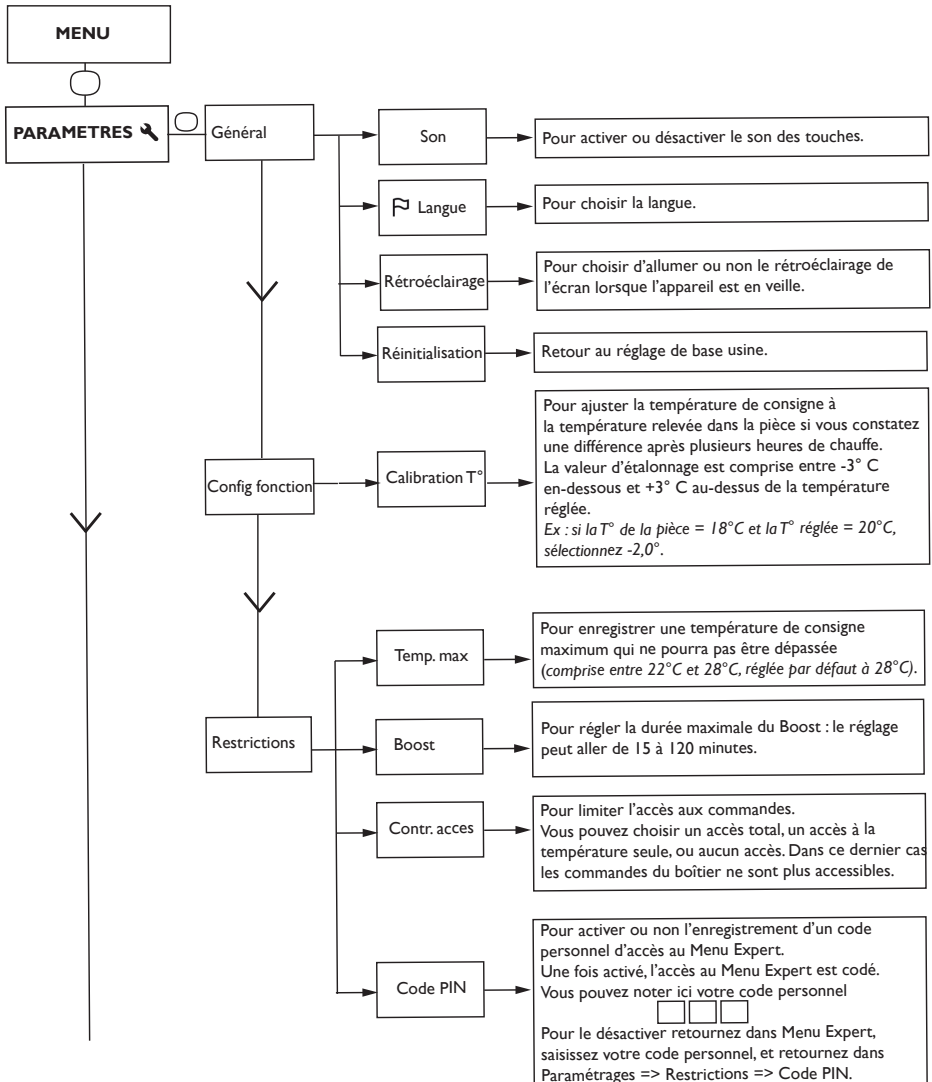 MENU
PARAMETRES
Général
Son
Pour activer ou désactiver le son des touches.
Langue
Pour choisir la langue.
Rétroéclairage
Pour choisir d'allumer ou non le rétroéclairage de
l'écran lorsque l'appareil est en veille.
Réinitialisation
Retour au réglage de base usine.
Config fonction
Calibration T°
Pour ajuster la température de consigne à
la température relevée dans la pièce si vous constatez
une différence après plusieurs heures de chauffe.
La valeur d'étalonnage est comprise entre -3° C
en-dessous et +3° C au-dessus de la température
réglée.
Ex : si la T° de la pièce = 18°C et la T° réglée = 20°C,
sélectionnez -2,0°.
Restrictions
Temp. max
Pour enregistrer une température de consigne
maximum qui ne pourra pas être dépassée
(comprise entre 22°C et 28°C, réglée par défaut à 28°C).
Boost
Pour régler la durée maximale du Boost : le réglage
peut aller de 15 à 120 minutes.
Contr. acces
Pour limiter l'accès aux commandes.
Vous pouvez choisir un accès total, un accès à la
température seule, ou aucun accès. Dans ce dernier cas
les commandes du boîtier ne sont plus accessibles.
Code PIN
Pour activer ou non l'enregistrement d'un code
personnel d'accès au Menu Expert.
Une fois activé, l'accès au Menu Expert est codé.
Vous pouvez noter ici votre code personnel
Pour le désactiver retournez dans Menu Expert,
saisissez votre code personnel, et retournez dans
Paramétrages => Restrictions => Code PIN.